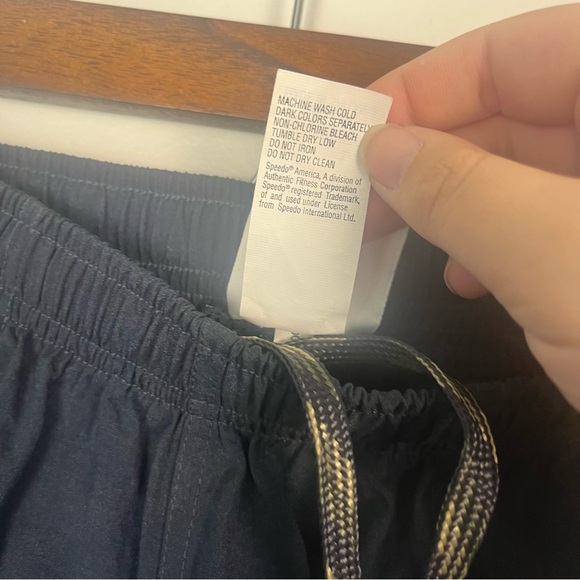 MACHINE WASH COLD
DARK COLORS SEPARATELY
NON-CHLORINE BLEACH
TUMBLE DRY LOW
DO NOT IRON
DO NOT DRY CLEAN
Speedo® America, A division of
Authentic Fitness Corporation
Speedo® registered Trademark,
of and used under License
from Speedo International Ltd.